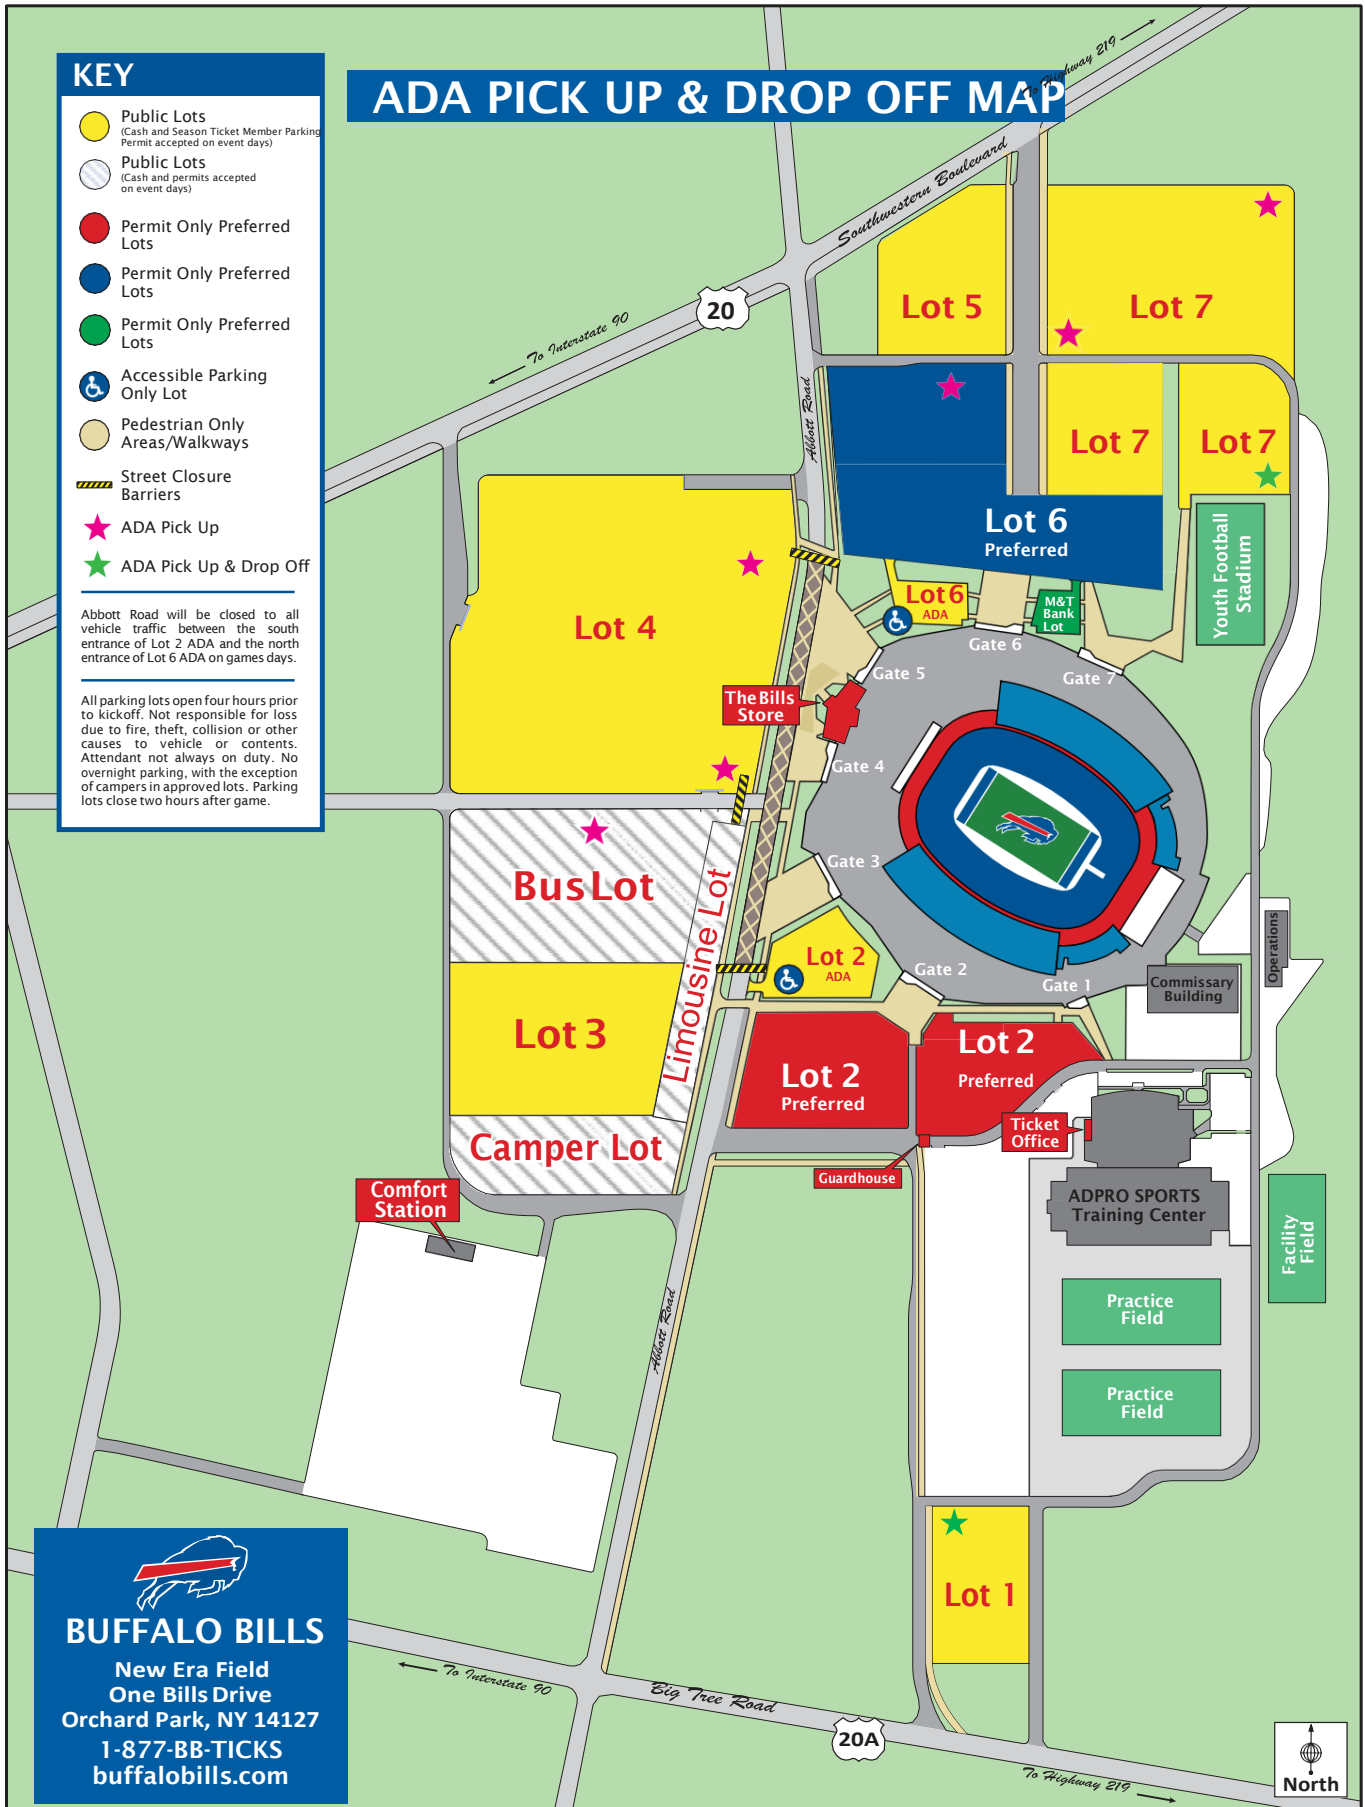 ADA PICK UP & DROP OFF MAP
KEY
Public Lots
(Cash and Season Ticket Member Parking
Permit accepted on event days)
Public Lots
(Cash and permits accepted
on event days)
Permit Only Preferred
Lots
Permit Only Preferred
Lots
Permit Only Preferred
Lots
Accessible Parking
Only Lot
Pedestrian Only
Areas/Walkways
Street Closure
Barriers
ADA Pick Up
ADA Pick Up & Drop Off
Abbott Road will be closed to all
vehicle traffic between the south
entrance of Lot 2 ADA and the north
entrance of Lot 6 ADA on games days.
All parking lots open four hours prior
to kickoff. Not responsible for loss
due to fire, theft, collision or other
causes to vehicle or contents.
Attendant not always on duty. No
overnight parking, with the exception
of campers in approved lots. Parking
lots close two hours after game.
To Highway 219
Southwestern Boulevard
20
To Interstate 90
Abbott Road
Lot 5
Lot 7
Lot 7
Lot 7
Lot 6
Preferred
Youth Football
Stadium
Lot 6
ADA
M&T
Bank
Lot
Lot 4
Gate 6
Gate 5
Gate 7
The Bills
Store
Gate 4
Gate 3
Bus Lot
Limousine Lot
Lot 2
ADA
Gate 2
Gate 1
Commissary
Building
Operations
Lot 3
Lot 2
Preferred
Lot 2
Preferred
Ticket
Office
Camper Lot
Guardhouse
Comfort
Station
ADPRO SPORTS
Training Center
Facility
Field
Practice
Field
Practice
Field
Abbott Road
Lot 1
BUFFALO BILLS
New Era Field
One Bills Drive
Orchard Park, NY 14127
1-877-BB-TICKS
buffalobills.com
To Interstate 90
Big Tree Road
20A
To Highway 219
North